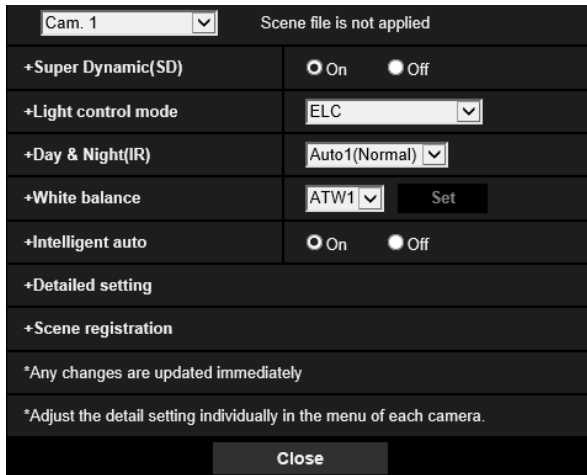 Cam. 1 Scene file is not applied
+Super Dynamic(SD) On Off
+Light control mode ELC
+Day & Night(IR) Auto1(Normal)
+White balance ATW1 Set
+Intelligent auto On Off
+Detailed setting
+Scene registration
*Any changes are updated immediately
*Adjust the detail setting individually in the menu of each camera.
Close